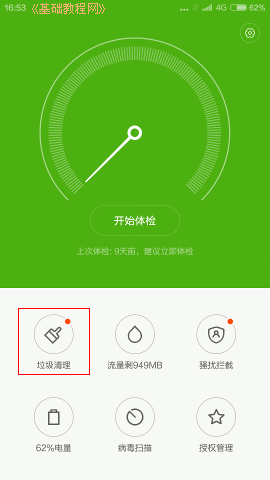 16:53 《基础教程网》 4G 62%
开始体检
上次体检: 9天前，建议立即体检
垃圾清理 流量剩949MB 骚扰拦截
62%电量 病毒扫描 授权管理